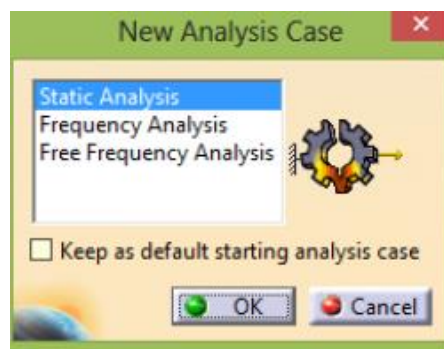 New Analysis Case
Static Analysis
Frequency Analysis
Free Frequency Analysis
Keep as default starting analysis case
OK
Cancel